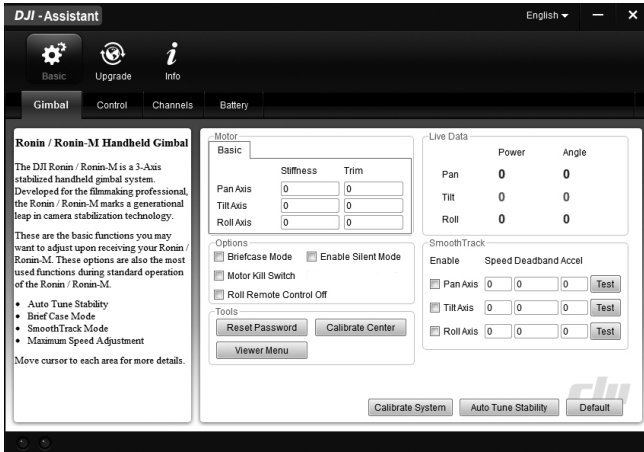 DJI - Assistant
English
Basic
Upgrade
Info
Gimbal
Control
Channels
Battery
Ronin / Ronin-M Handheld Gimbal
The DJI Ronin / Ronin-M is a 3-Axis
stabilized handheld gimbal system.
Developed for the filmmaking professional,
the Ronin / Ronin-M marks a generational
leap in camera stabilization technology.
These are the basic functions you may
want to adjust upon receiving your Ronin /
Ronin-M. These options are also the most
used functions during standard operation
of the Ronin / Ronin-M.
• Auto Tune Stability
• Brief Case Mode
• SmoothTrack Mode
• Maximum Speed Adjustment
Move cursor to each area for more details.
Motor
Basic
Stiffness Trim
Pan Axis 0 0
Tilt Axis 0 0
Roll Axis 0 0
Options
Briefcase Mode Enable Silent Mode
Motor Kill Switch
Roll Remote Control Off
Tools
Reset Password Calibrate Center
Viewer Menu
Live Data
Power Angle
Pan 0 0
Tilt 0 0
Roll 0 0
SmoothTrack
Enable Speed Deadband Accel
Pan Axis 0 0 0 Test
Tilt Axis 0 0 0 Test
Roll Axis 0 0 0 Test
dji
Calibrate System Auto Tune Stability Default